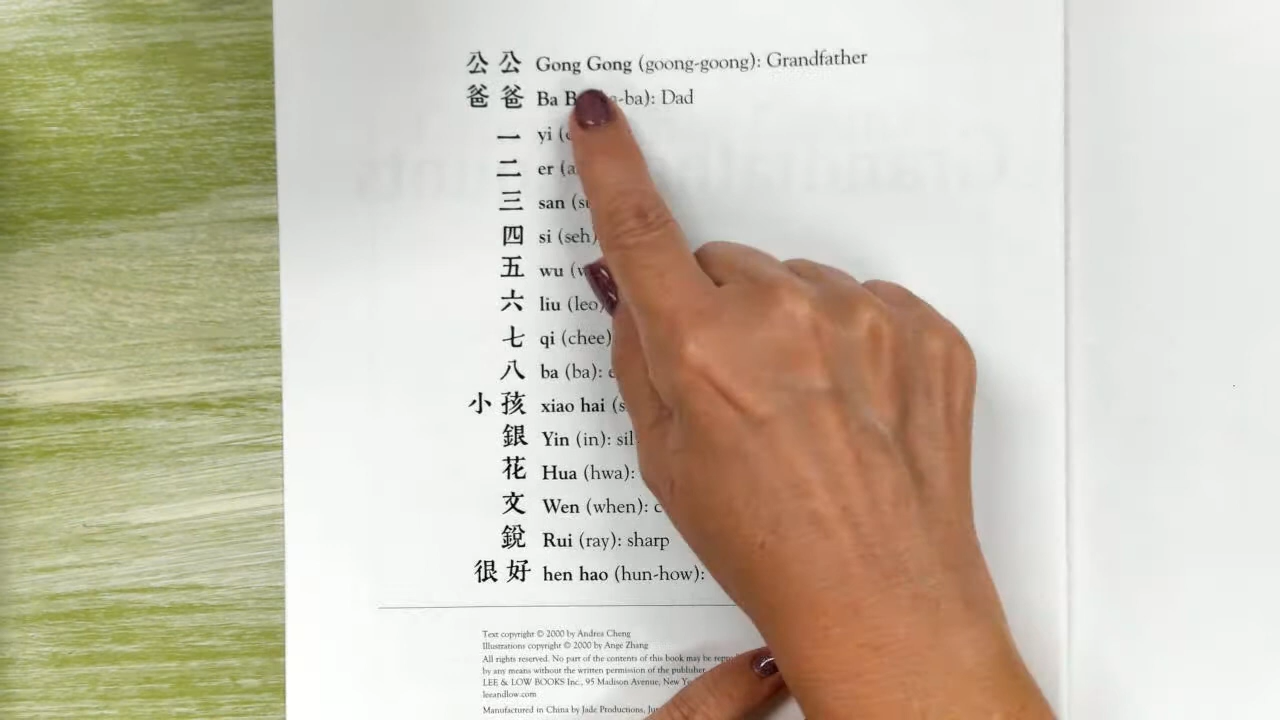 公公 Gong Gong (goong-goong): Grandfather
爸爸 Ba -ba): Dad
一 yi
二 er
三 san
四 si (seh)
五 wu
六 liu (leo)
七 qi (chee)
八 ba (ba):
小孩 xiao hai
銀 Yin (in):
花 Hua (hwa):
文 Wen (when):
銳 Rui (ray): sharp
很好 hen hao (hun-how):
Text copyright © 2000 by Andrea Cheng
Illustrations copyright © 2000 by Ange Zhang
All rights reserved. No part of the contents of this book may be
by any means without the written permission of the publisher.
LEE & LOW BOOKS Inc., 95 Madison Avenue, New
leeandlow.com
Manufactured in China by Jade Productions,